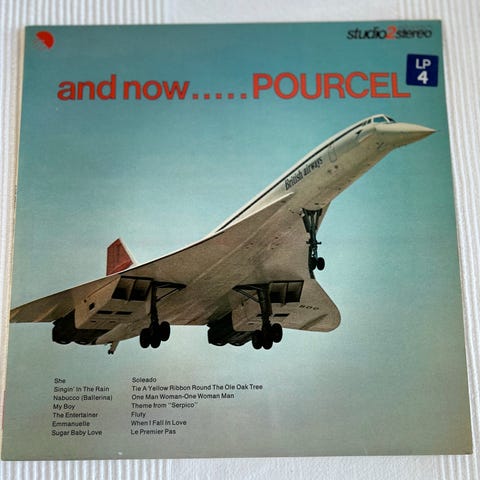 studio2stereo
and now.....POURCEL
LP
4
British airways
She
Singin' In The Rain
Nabucco (Ballerina)
My Boy
The Entertainer
Emmanuelle
Sugar Baby Love
Soleado
Tie A Yellow Ribbon Round The Ole Oak Tree
One Man Woman-One Woman Man
Theme from "Serpico"
Fluty
When I Fall In Love
Le Premier Pas